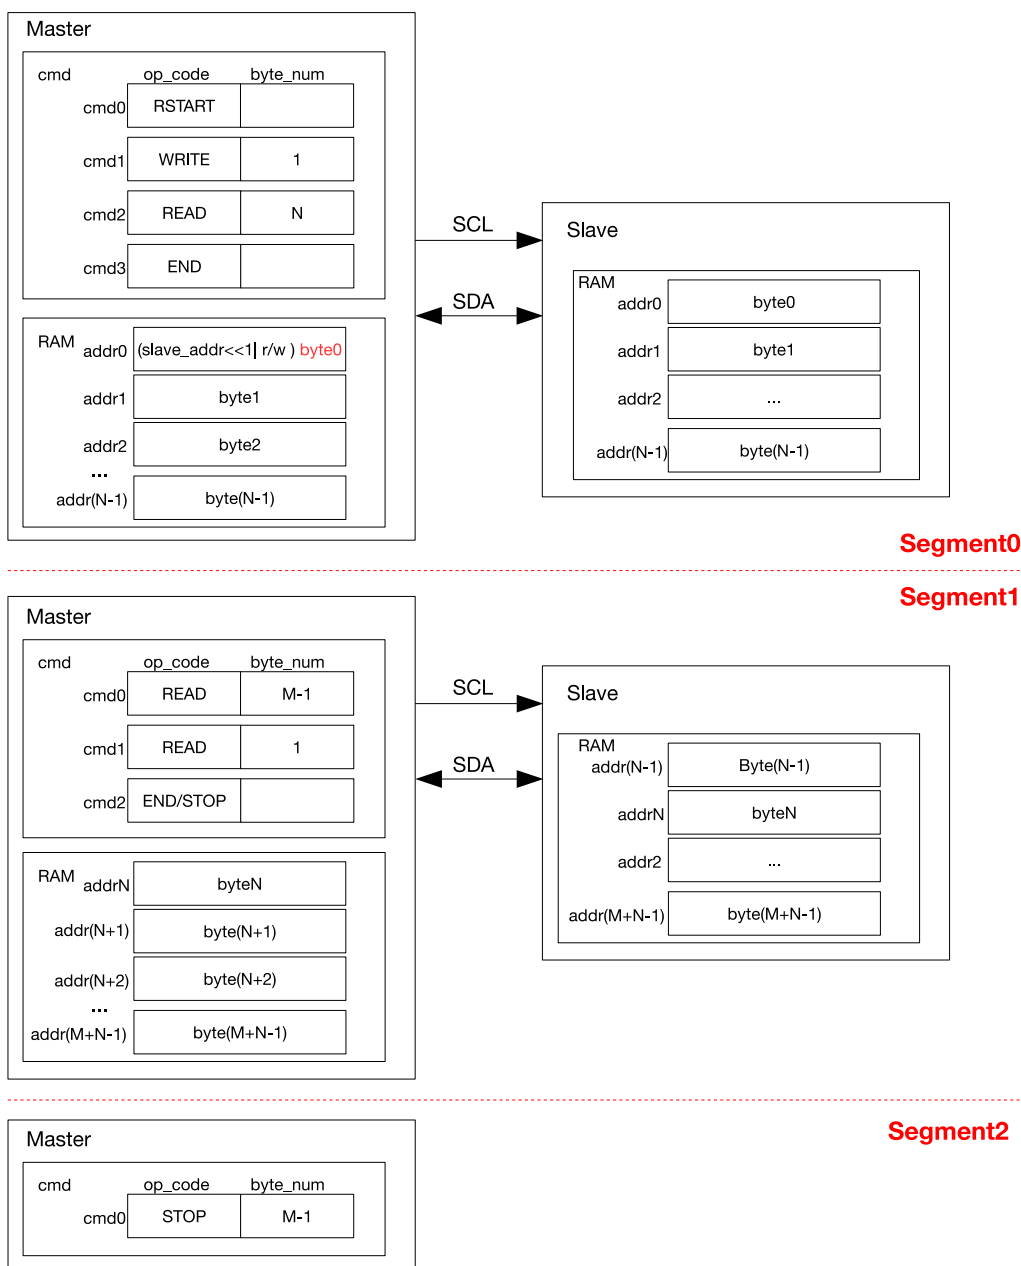 Master
cmd op_code byte_num
cmd0 RSTART
cmd1 WRITE 1
cmd2 READ N
cmd3 END
RAM
addr0 (slave_addr<<1| r/w ) byte0
addr1 byte1
addr2 byte2
...
addr(N-1) byte(N-1)
SCL
SDA
Slave
RAM
addr0 byte0
addr1 byte1
addr2 ...
addr(N-1) byte(N-1)
Segment0
Segment1
Master
cmd op_code byte_num
cmd0 READ M-1
cmd1 READ 1
cmd2 END/STOP
RAM
addrN byteN
addr(N+1) byte(N+1)
addr(N+2) byte(N+2)
...
addr(M+N-1) byte(M+N-1)
SCL
SDA
Slave
RAM
addr(N-1) Byte(N-1)
addrN byteN
addr2 ...
addr(M+N-1) byte(M+N-1)
Segment2
Master
cmd op_code byte_num
cmd0 STOP M-1